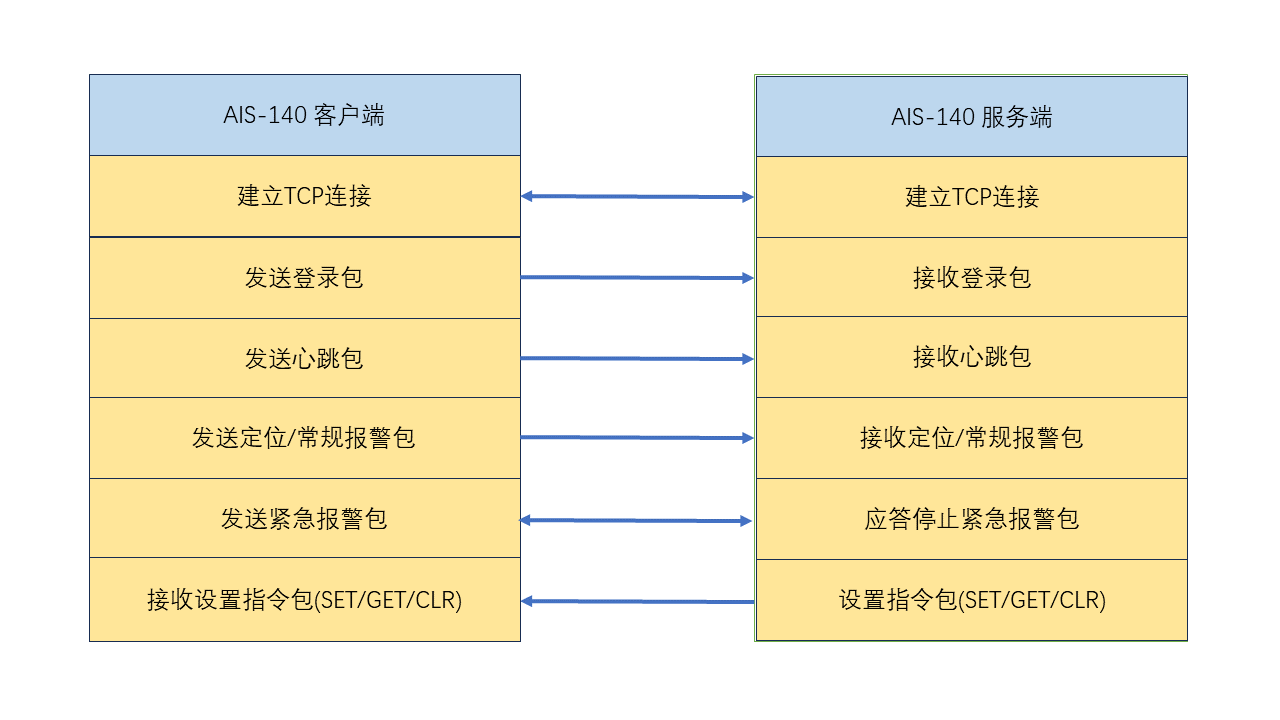 AIS-140 客户端
AIS-140 服务端
建立TCP连接
建立TCP连接
发送登录包
接收登录包
发送心跳包
接收心跳包
发送定位/常规报警包
接收定位/常规报警包
发送紧急报警包
应答停止紧急报警包
接收设置指令包(SET/GET/CLR)
设置指令包(SET/GET/CLR)